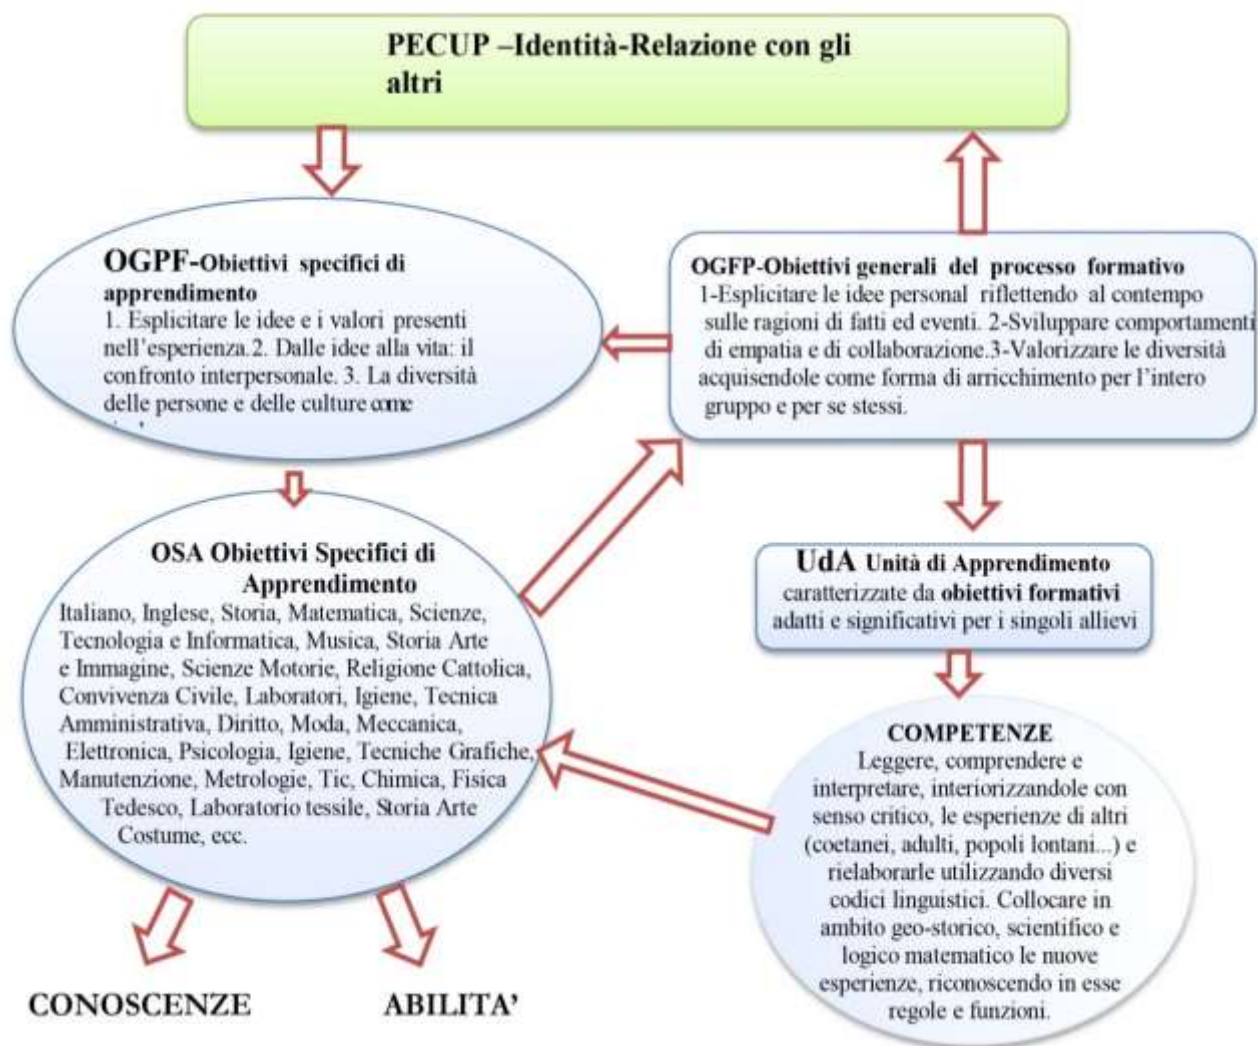 PECUP –Identità-Relazione con gli
altri
OGPF-Obiettivi specifici di
apprendimento
1. Esplicitare le idee e i valori presenti
nell’esperienza.2. Dalle idee alla vita: il
confronto interpersonale. 3. La diversità
delle persone e delle culture come
OGFP-Obiettivi generali del processo formativo
1-Esplicitare le idee personal riflettendo al contempo
sulle ragioni di fatti ed eventi. 2-Sviluppare comportamenti
di empatia e di collaborazione.3-Valorizzare le diversità
acquisendole come forma di arricchimento per l’intero
gruppo e per se stessi.
OSA Obiettivi Specifici di
Apprendimento
Italiano, Inglese, Storia, Matematica, Scienze,
Tecnologia e Informatica, Musica, Storia Arte
e Immagine, Scienze Motorie, Religione Cattolica,
Convivenza Civile, Laboratori, Igiene, Tecnica
Amministrativa, Diritto, Moda, Meccanica,
Elettronica, Psicologia, Igiene, Tecniche Grafiche,
Manutenzione, Metrologie, Tic, Chimica, Fisica
Tedesco, Laboratorio tessile, Storia Arte
Costume, ecc.
UdA Unità di Apprendimento
caratterizzate da obiettivi formativi
adatti e significativi per i singoli allievi
COMPETENZE
Leggere, comprendere e
interpretare, interiorizzandole con
senso critico, le esperienze di altri
(coetanei, adulti, popoli lontani...) e
rielaborarle utilizzando diversi
codici linguistici. Collocare in
ambito geo-storico, scientifico e
logico matematico le nuove
esperienze, riconoscendo in esse
regole e funzioni.
CONOSCENZE
ABILITA’